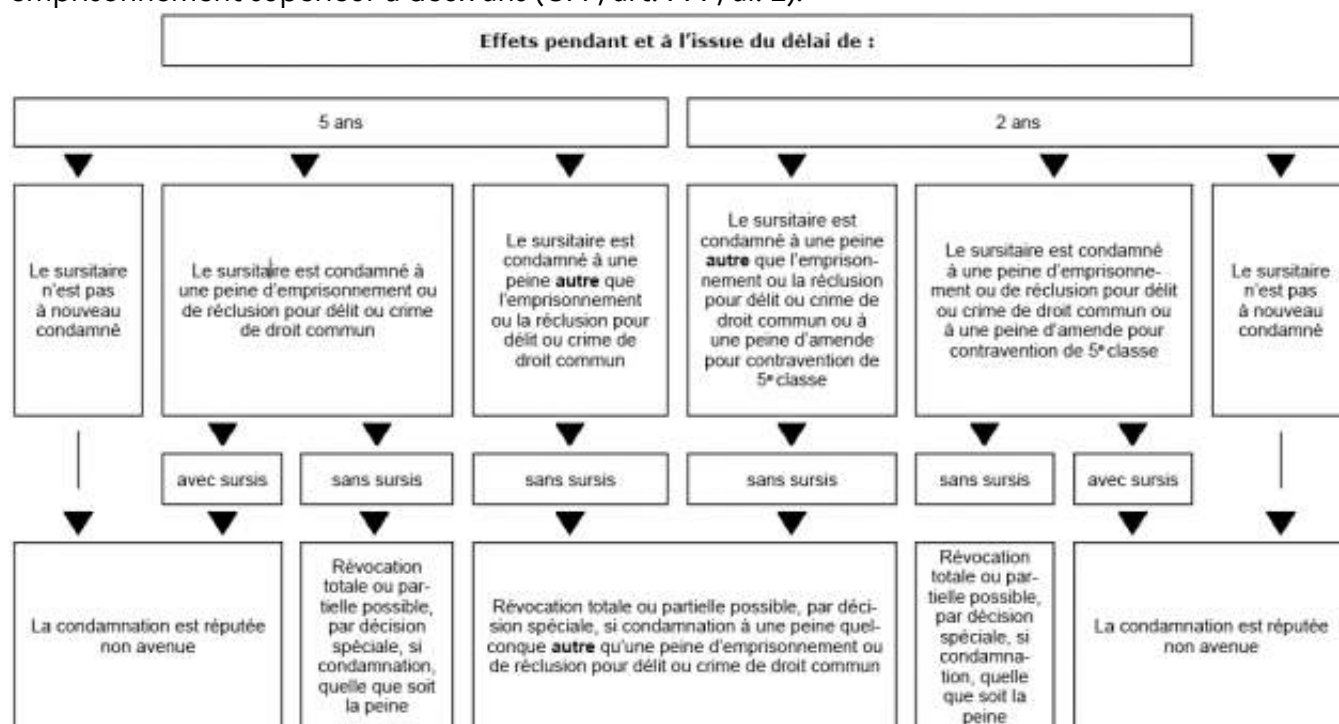 Effets pendant et à l'issue du délai de :
5 ans
2 ans
Le sursitaire
n'est pas
à nouveau
condamné
Le sursitaire est condamné à
une peine d'emprisonnement ou
de réclusion pour délit ou crime
de droit commun
Le sursitaire est
condamné à une
peine autre que
l'emprisonnement
ou la réclusion pour
délit ou crime de
droit commun
Le sursitaire est
condamné à une peine
autre que l'emprison-
nement ou la réclusion
pour délit ou crime de
droit commun ou à
une peine d'amende
pour contravention de
5e classe
Le sursitaire est condamné
à une peine d'emprisonne-
ment ou de réclusion pour délit
ou crime de droit commun ou
à une peine d'amende pour
contravention de 5e classe
Le sursitaire
n'est pas
à nouveau
condamné
avec sursis
sans sursis
sans sursis
sans sursis
sans sursis
avec sursis
La condamnation est réputée
non avenue
Révocation
totale ou par-
tielle possible,
par décision
spéciale, si
condamnation,
quelle que soit
la peine
Révocation totale ou partielle possible, par déci-
sion spéciale, si condamnation à une peine quel-
conque autre qu'une peine d'emprisonnement ou
de réclusion pour délit ou crime de droit commun
Révocation
totale ou par-
tielle possible,
par décision
spéciale, si
condamna-
tion, quelle
que soit la
peine
La condamnation est réputée
non avenue